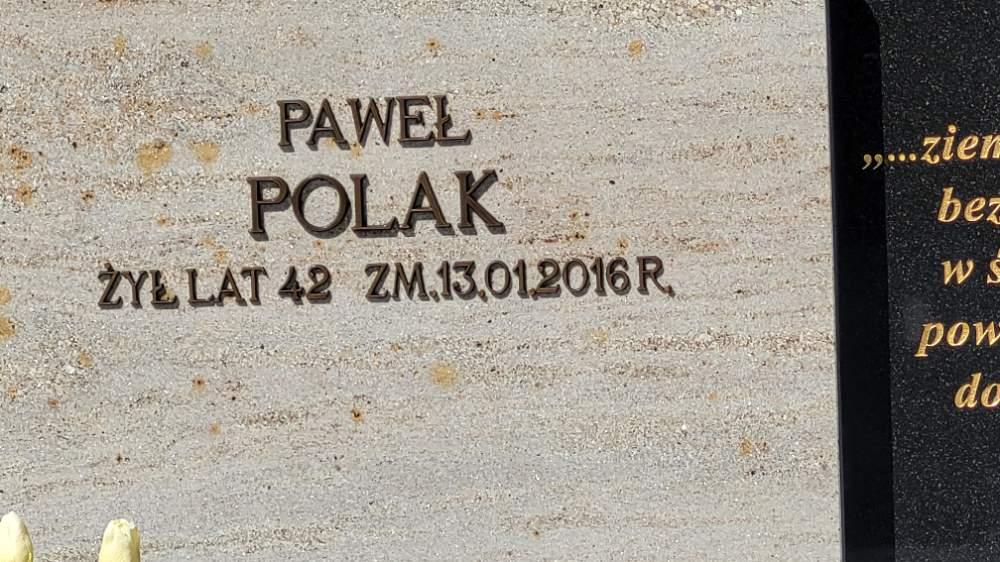 PAWEŁ
POLAK
ŻYŁ LAT 42 ZM.13.01.2016 R.
„...
w